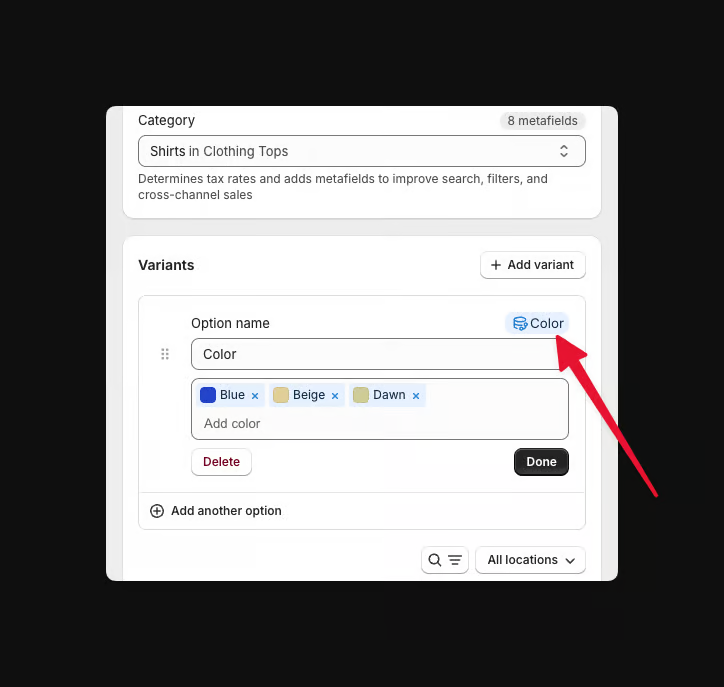 Category
8 metafields
Shirts in Clothing Tops
Determines tax rates and adds metafields to improve search, filters, and
cross-channel sales
Variants
Add variant
Option name
Color
Color
Blue × Beige × Dawn ×
Add color
Delete
Done
Add another option
All locations